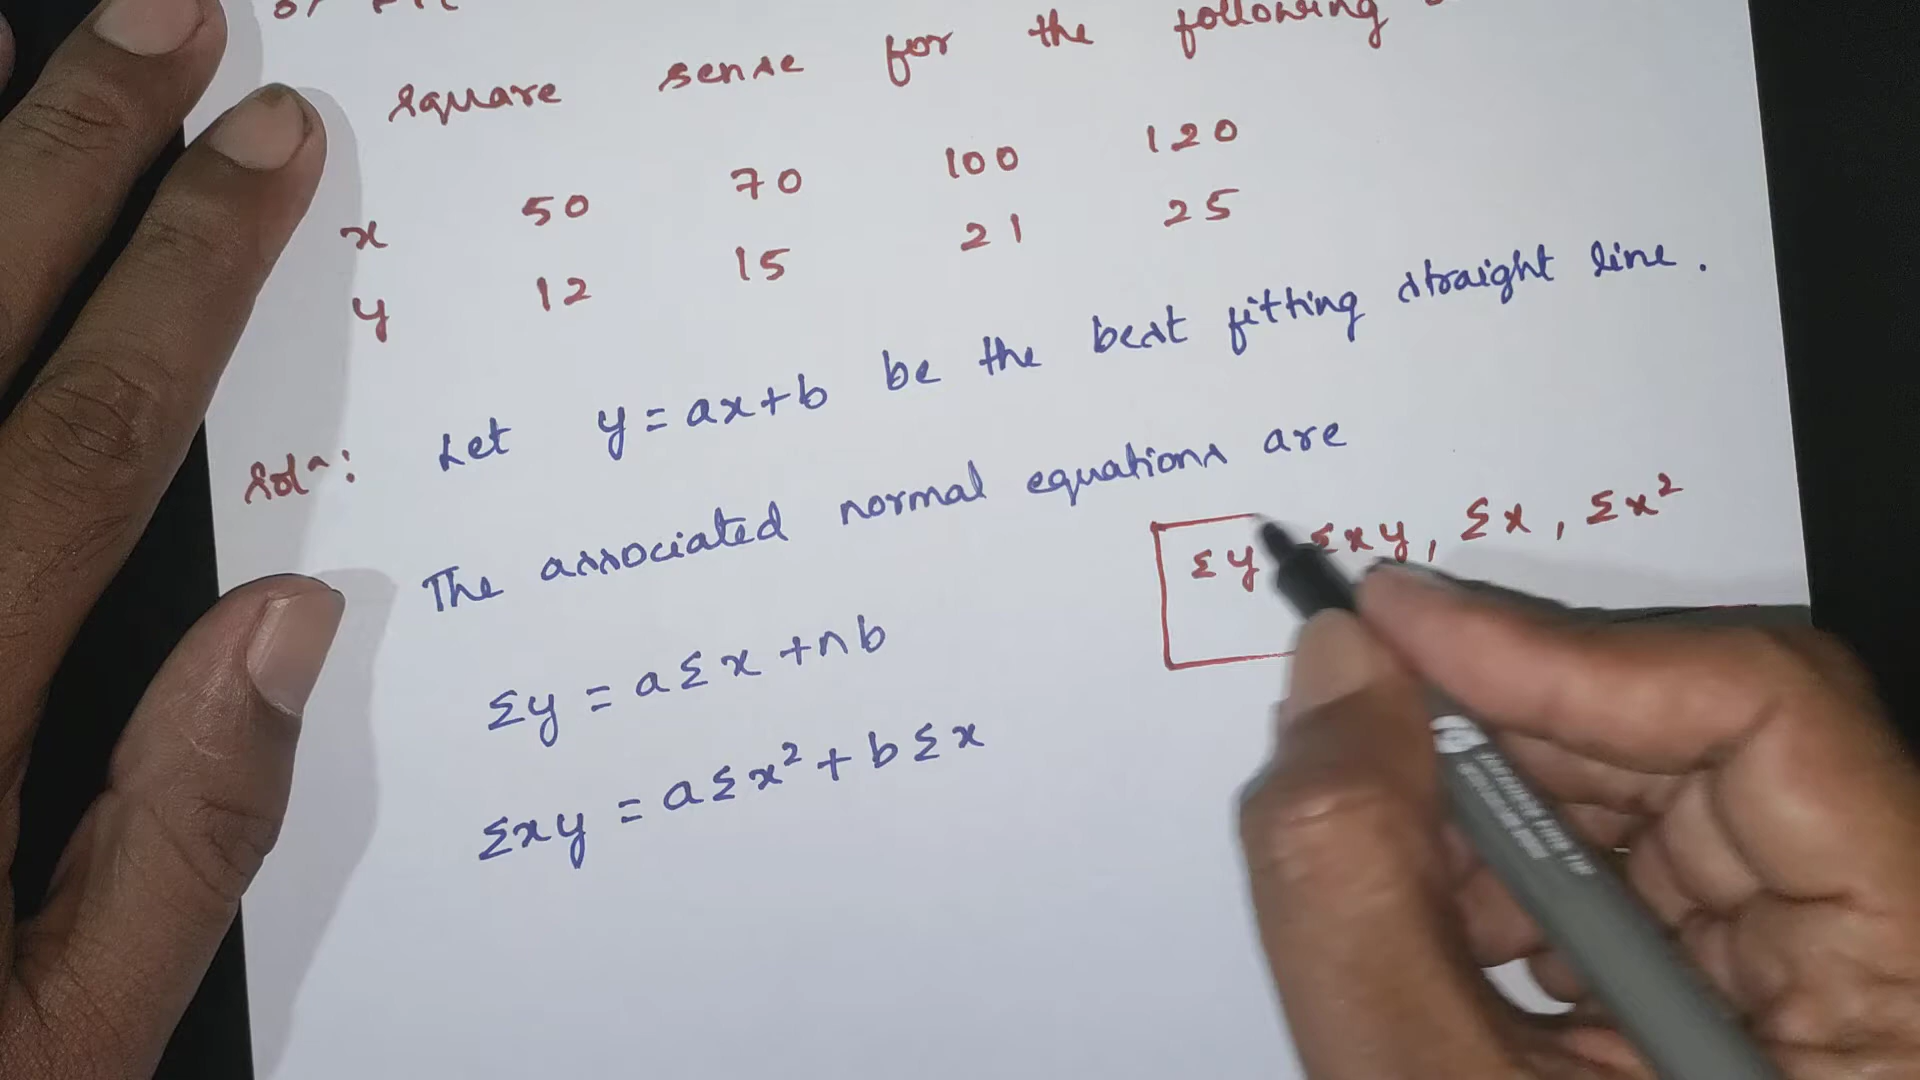 square sense for the following
x 50 70 100 120
y 12 15 21 25
Solⁿ: Let y = ax+b be the best fitting straight line.
The associated normal equations are
Σy = aΣx + nb
Σxy = aΣx² + bΣx
Σy Σxy, Σx, Σx²